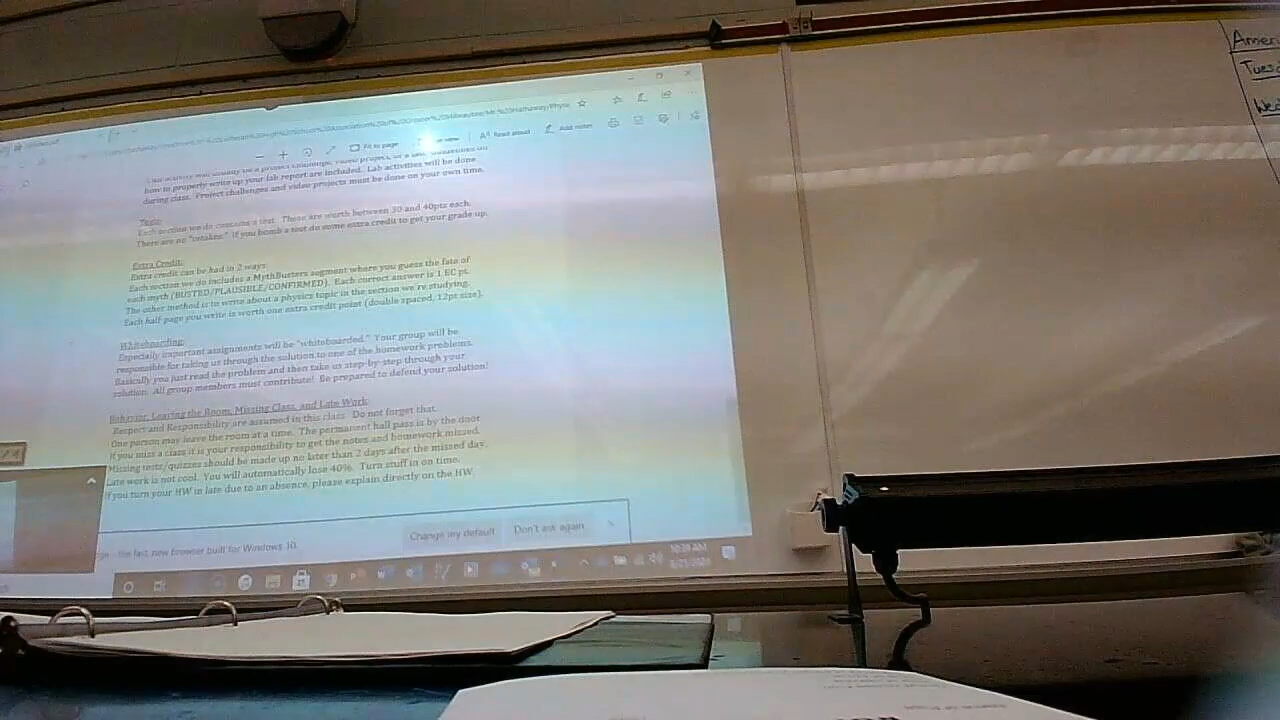 Fit to page
Read aloud
Add notes
how to properly write up your lab report are included. Lab activities will be done
during class. Project challenges and video projects must be done on your own time.
Tests:
Each section we do contains a test. These are worth between 30 and 40pts each.
There are no "retakes." If you bomb a test do some extra credit to get your grade up.
Extra Credit:
Extra credit can be had in 2 ways.
Each section we do includes a MythBusters segment where you guess the fate of
each myth (BUSTED/PLAUSIBLE/CONFIRMED). Each correct answer is 1 EC pt.
The other method is to write about a physics topic in the section we're studying.
Each half-page you write is worth one extra credit point (double spaced, 12pt size).
Whiteboarding:
Especially important assignments will be "whiteboarded." Your group will be
responsible for taking us through the solution to one of the homework problems.
Basically you just read the problem and then take us step-by-step through your
solution. All group members must contribute! Be prepared to defend your solution!
Behavior, Leaving the Room, Missing Class, and Late Work:
Respect and Responsibility are assumed in this class. Do not forget that.
One person may leave the room at a time. The permanent hall pass is by the door
If you miss a class it is your responsibility to get the notes and homework missed.
Missing tests/quizzes should be made up no later than 2 days after the missed day.
Late work is not cool. You will automatically lose 40%. Turn stuff in on time.
If you turn your HW in late due to an absence, please explain directly on the HW
Change my default
Don't ask again
the fast new browser built for Windows 10.
Amer
Tues